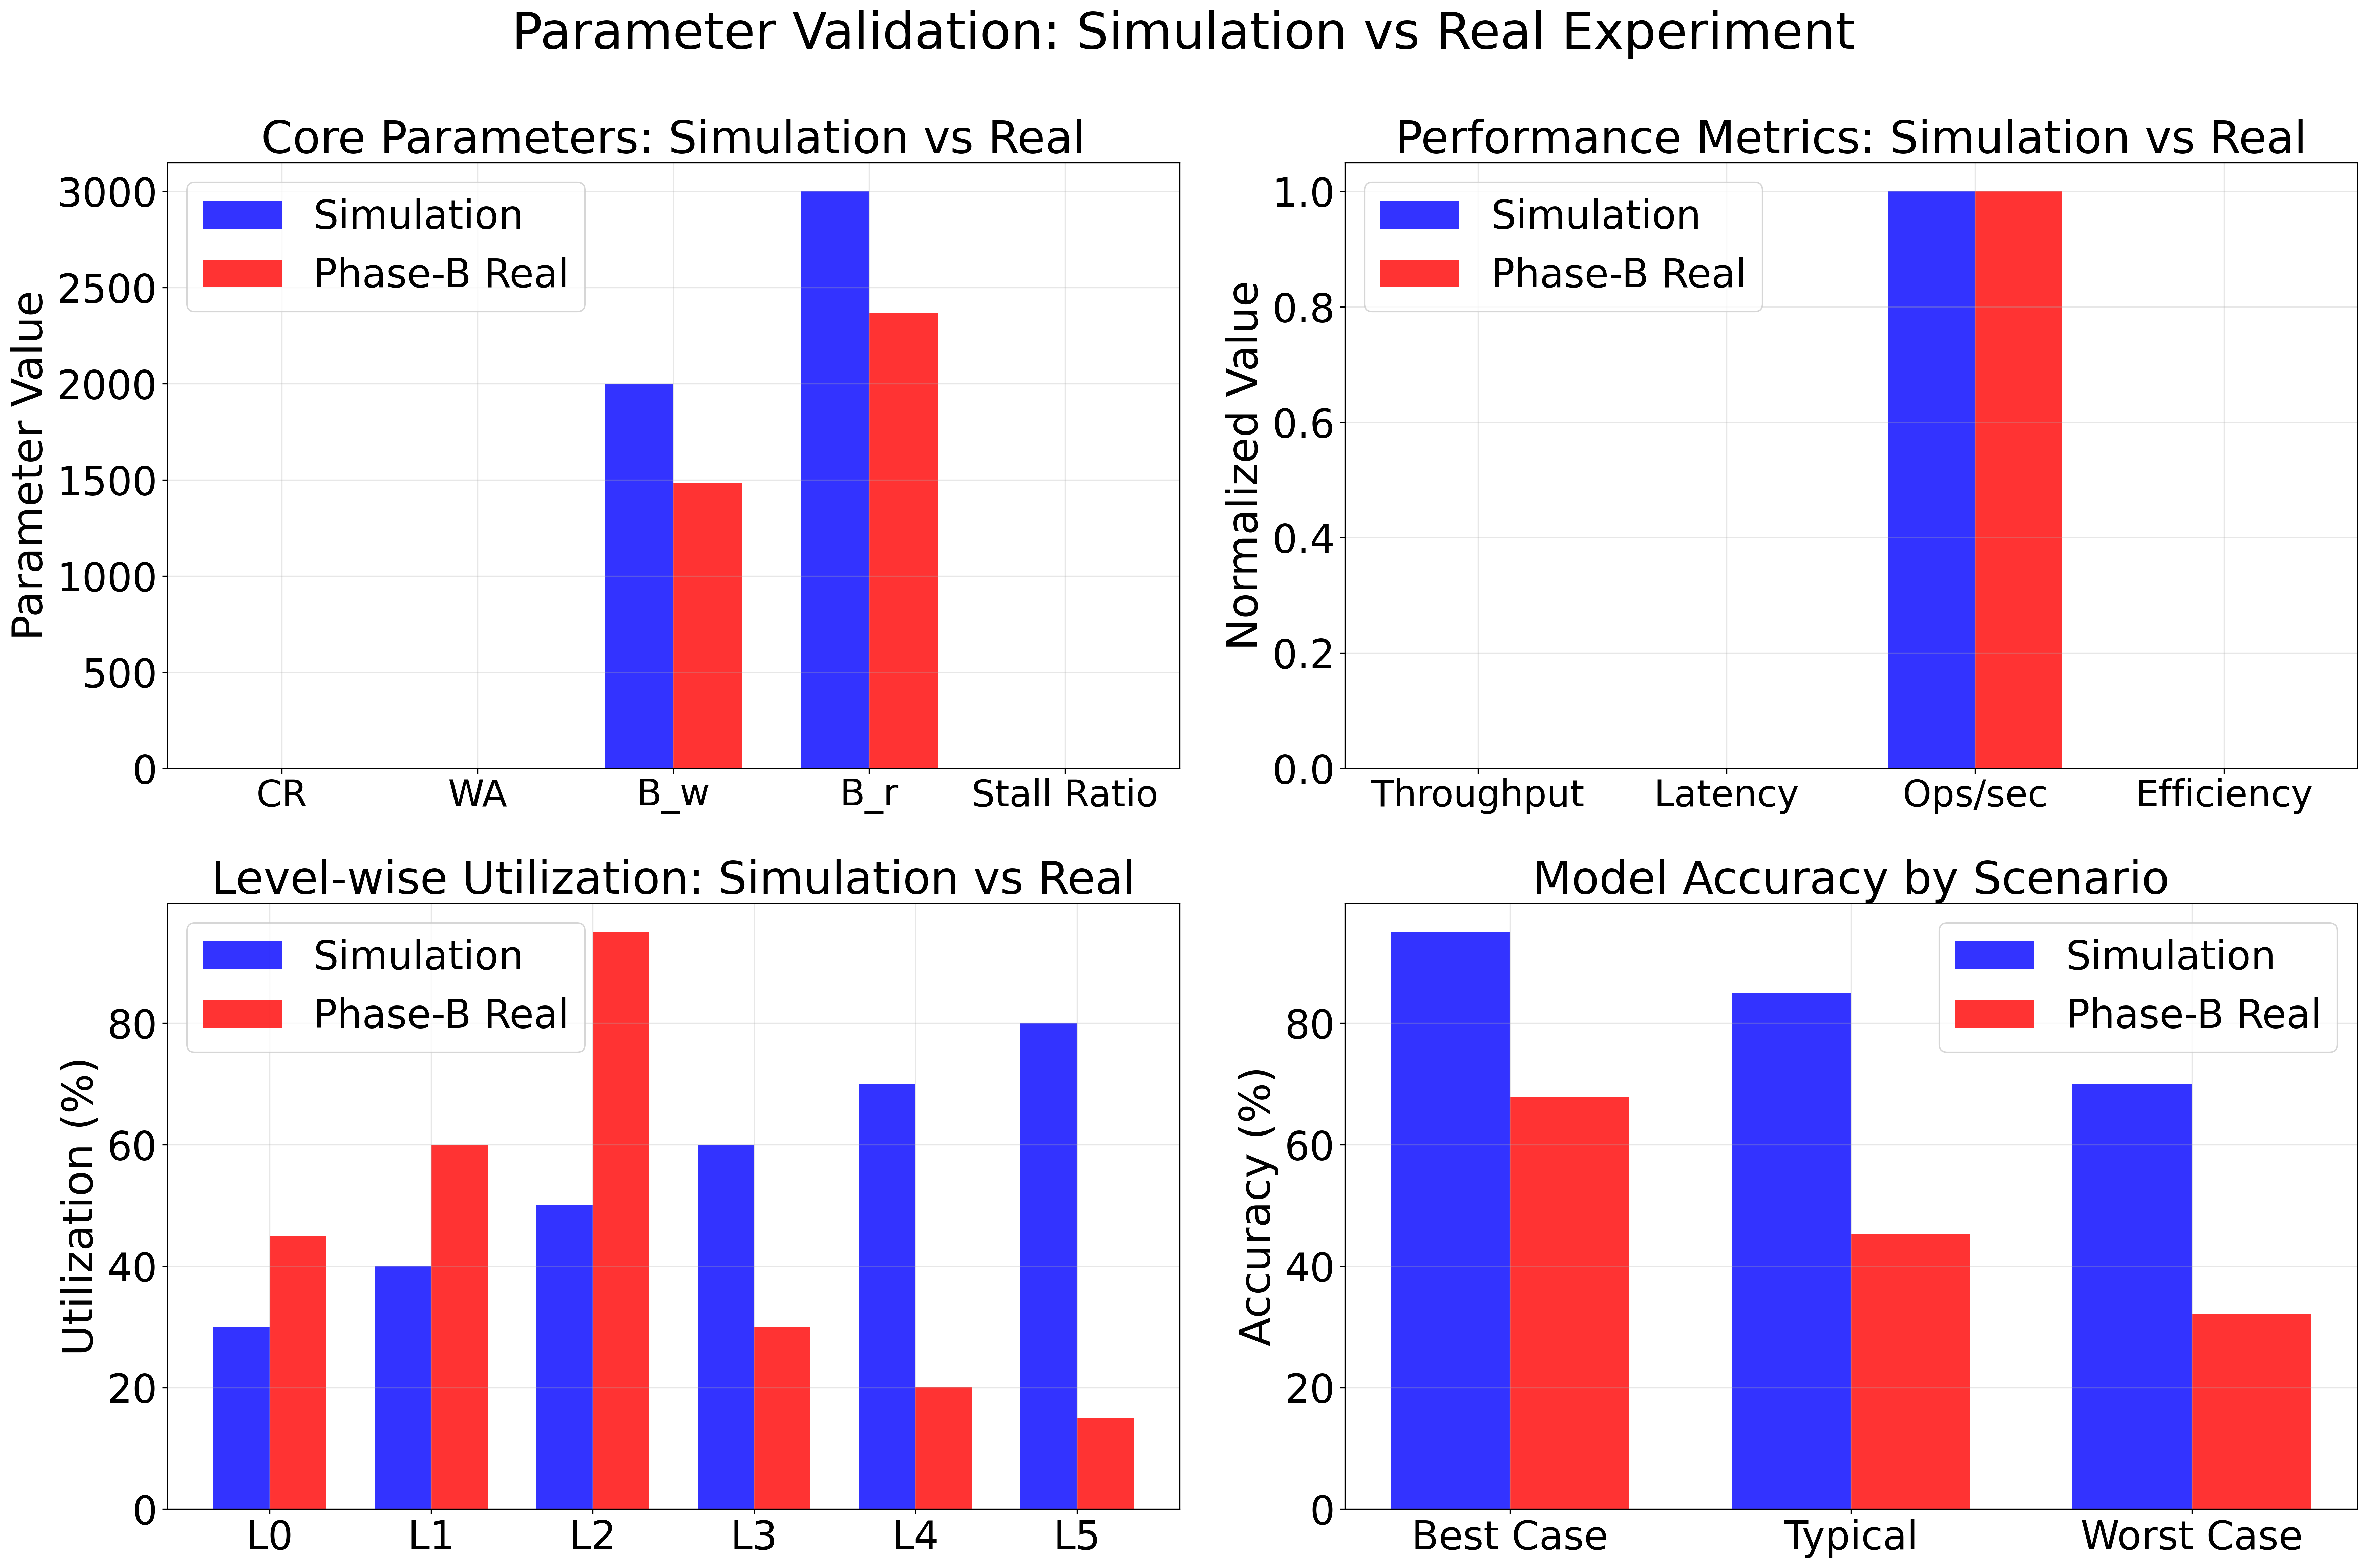 Parameter Validation: Simulation vs Real Experiment
Core Parameters: Simulation vs Real
Parameter Value
3000
2500
2000
1500
1000
500
0
Simulation
Phase-B Real
CR WA B_w B_r Stall Ratio
Performance Metrics: Simulation vs Real
Normalized Value
1.0
0.8
0.6
0.4
0.2
0.0
Simulation
Phase-B Real
Throughput Latency Ops/sec Efficiency
Level-wise Utilization: Simulation vs Real
Utilization (%)
80
60
40
20
0
Simulation
Phase-B Real
L0 L1 L2 L3 L4 L5
Model Accuracy by Scenario
Accuracy (%)
80
60
40
20
0
Simulation
Phase-B Real
Best Case Typical Worst Case